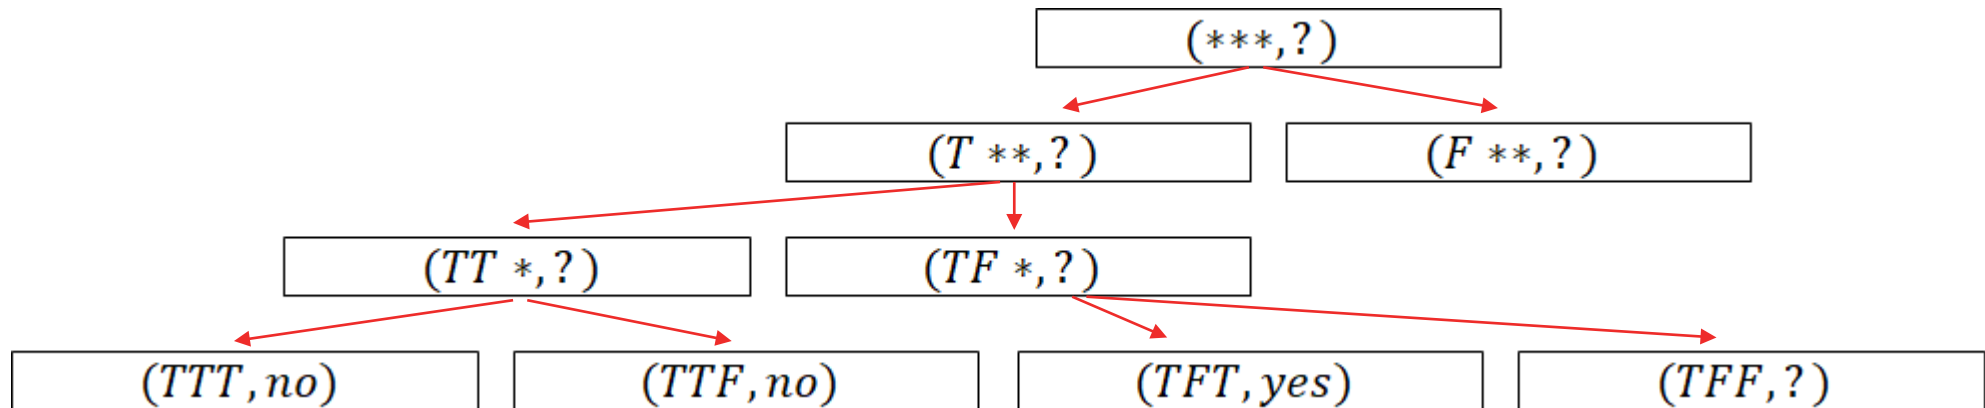 (∗∗∗,?)
(T ∗∗,?) (F ∗∗,?)
(TT ∗,?) (TF ∗,?)
(TTT, no) (TTF, no) (TFT, yes) (TFF,?)